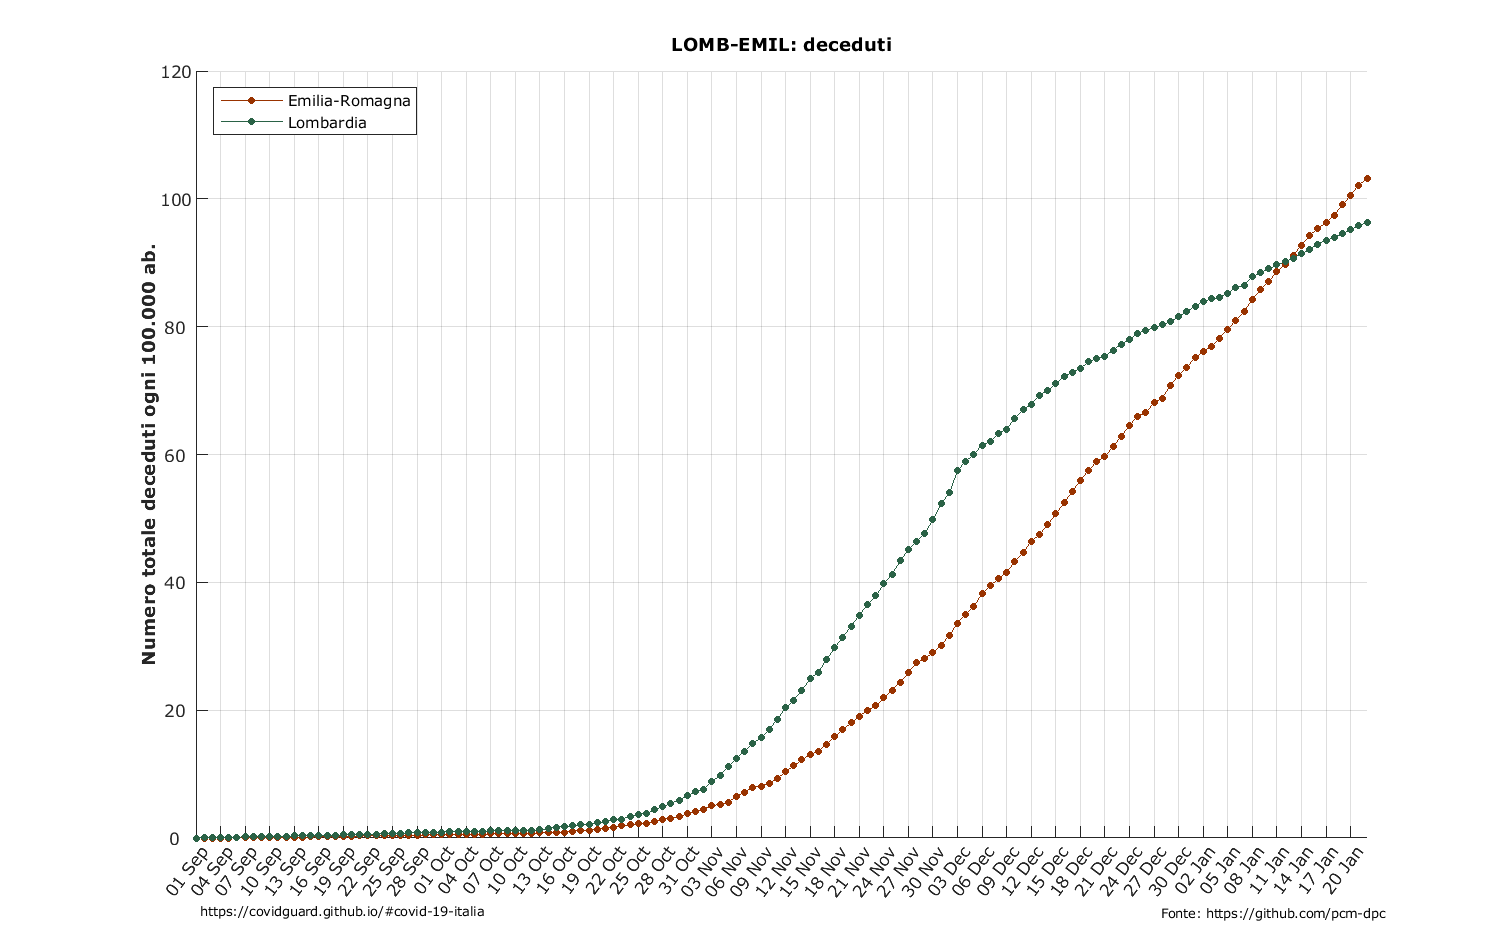 LOMB-EMIL: deceduti
Numero totale deceduti ogni 100.000 ab.
120
100
80
60
40
20
0
Emilia-Romagna
Lombardia
01 Sep
04 Sep
07 Sep
10 Sep
13 Sep
16 Sep
19 Sep
22 Sep
25 Sep
28 Sep
01 Oct
04 Oct
07 Oct
10 Oct
13 Oct
16 Oct
19 Oct
22 Oct
25 Oct
28 Oct
31 Oct
03 Nov
06 Nov
09 Nov
12 Nov
15 Nov
18 Nov
21 Nov
24 Nov
27 Nov
30 Nov
03 Dec
06 Dec
09 Dec
12 Dec
15 Dec
18 Dec
21 Dec
24 Dec
27 Dec
30 Dec
02 Jan
05 Jan
08 Jan
11 Jan
14 Jan
17 Jan
20 Jan
https://covidguard.github.io/#covid-19-italia
Fonte: https://github.com/pcm-dpc